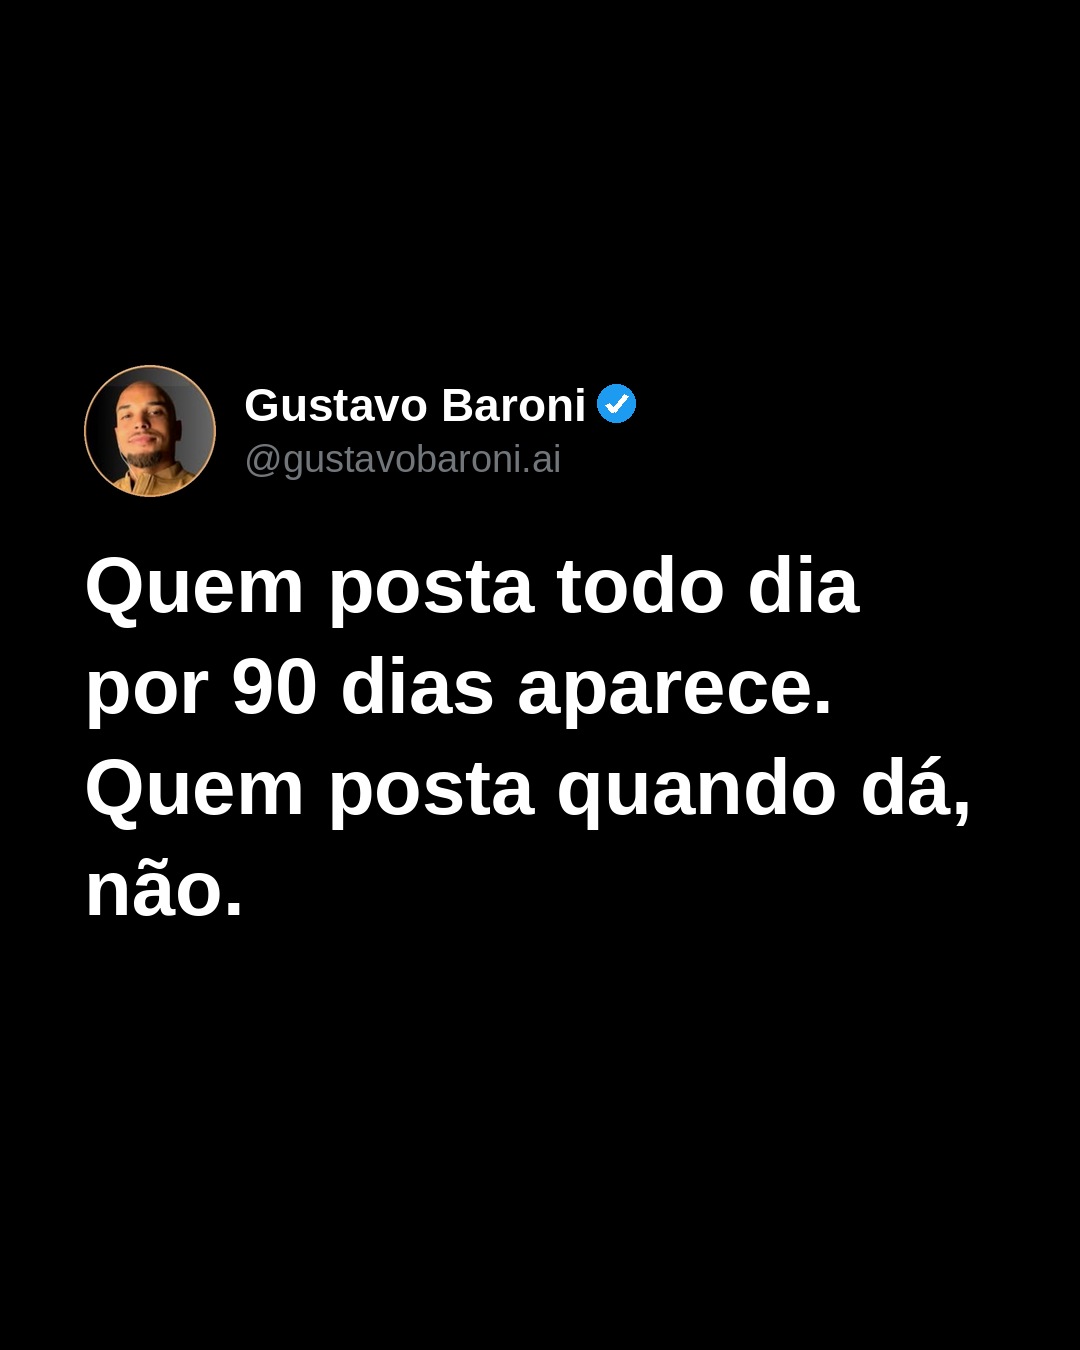 Gustavo Baroni
@gustavobaroni.ai
Quem posta todo dia
por 90 dias aparece.
Quem posta quando dá,
não.